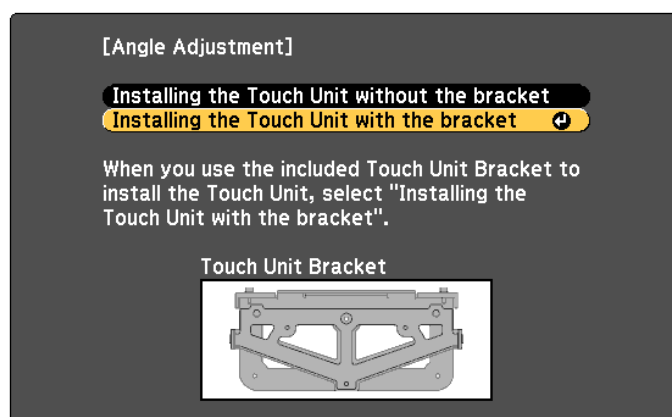 [Angle Adjustment]
Installing the Touch Unit without the bracket
Installing the Touch Unit with the bracket
When you use the included Touch Unit Bracket to
install the Touch Unit, select "Installing the
Touch Unit with the bracket".
Touch Unit Bracket